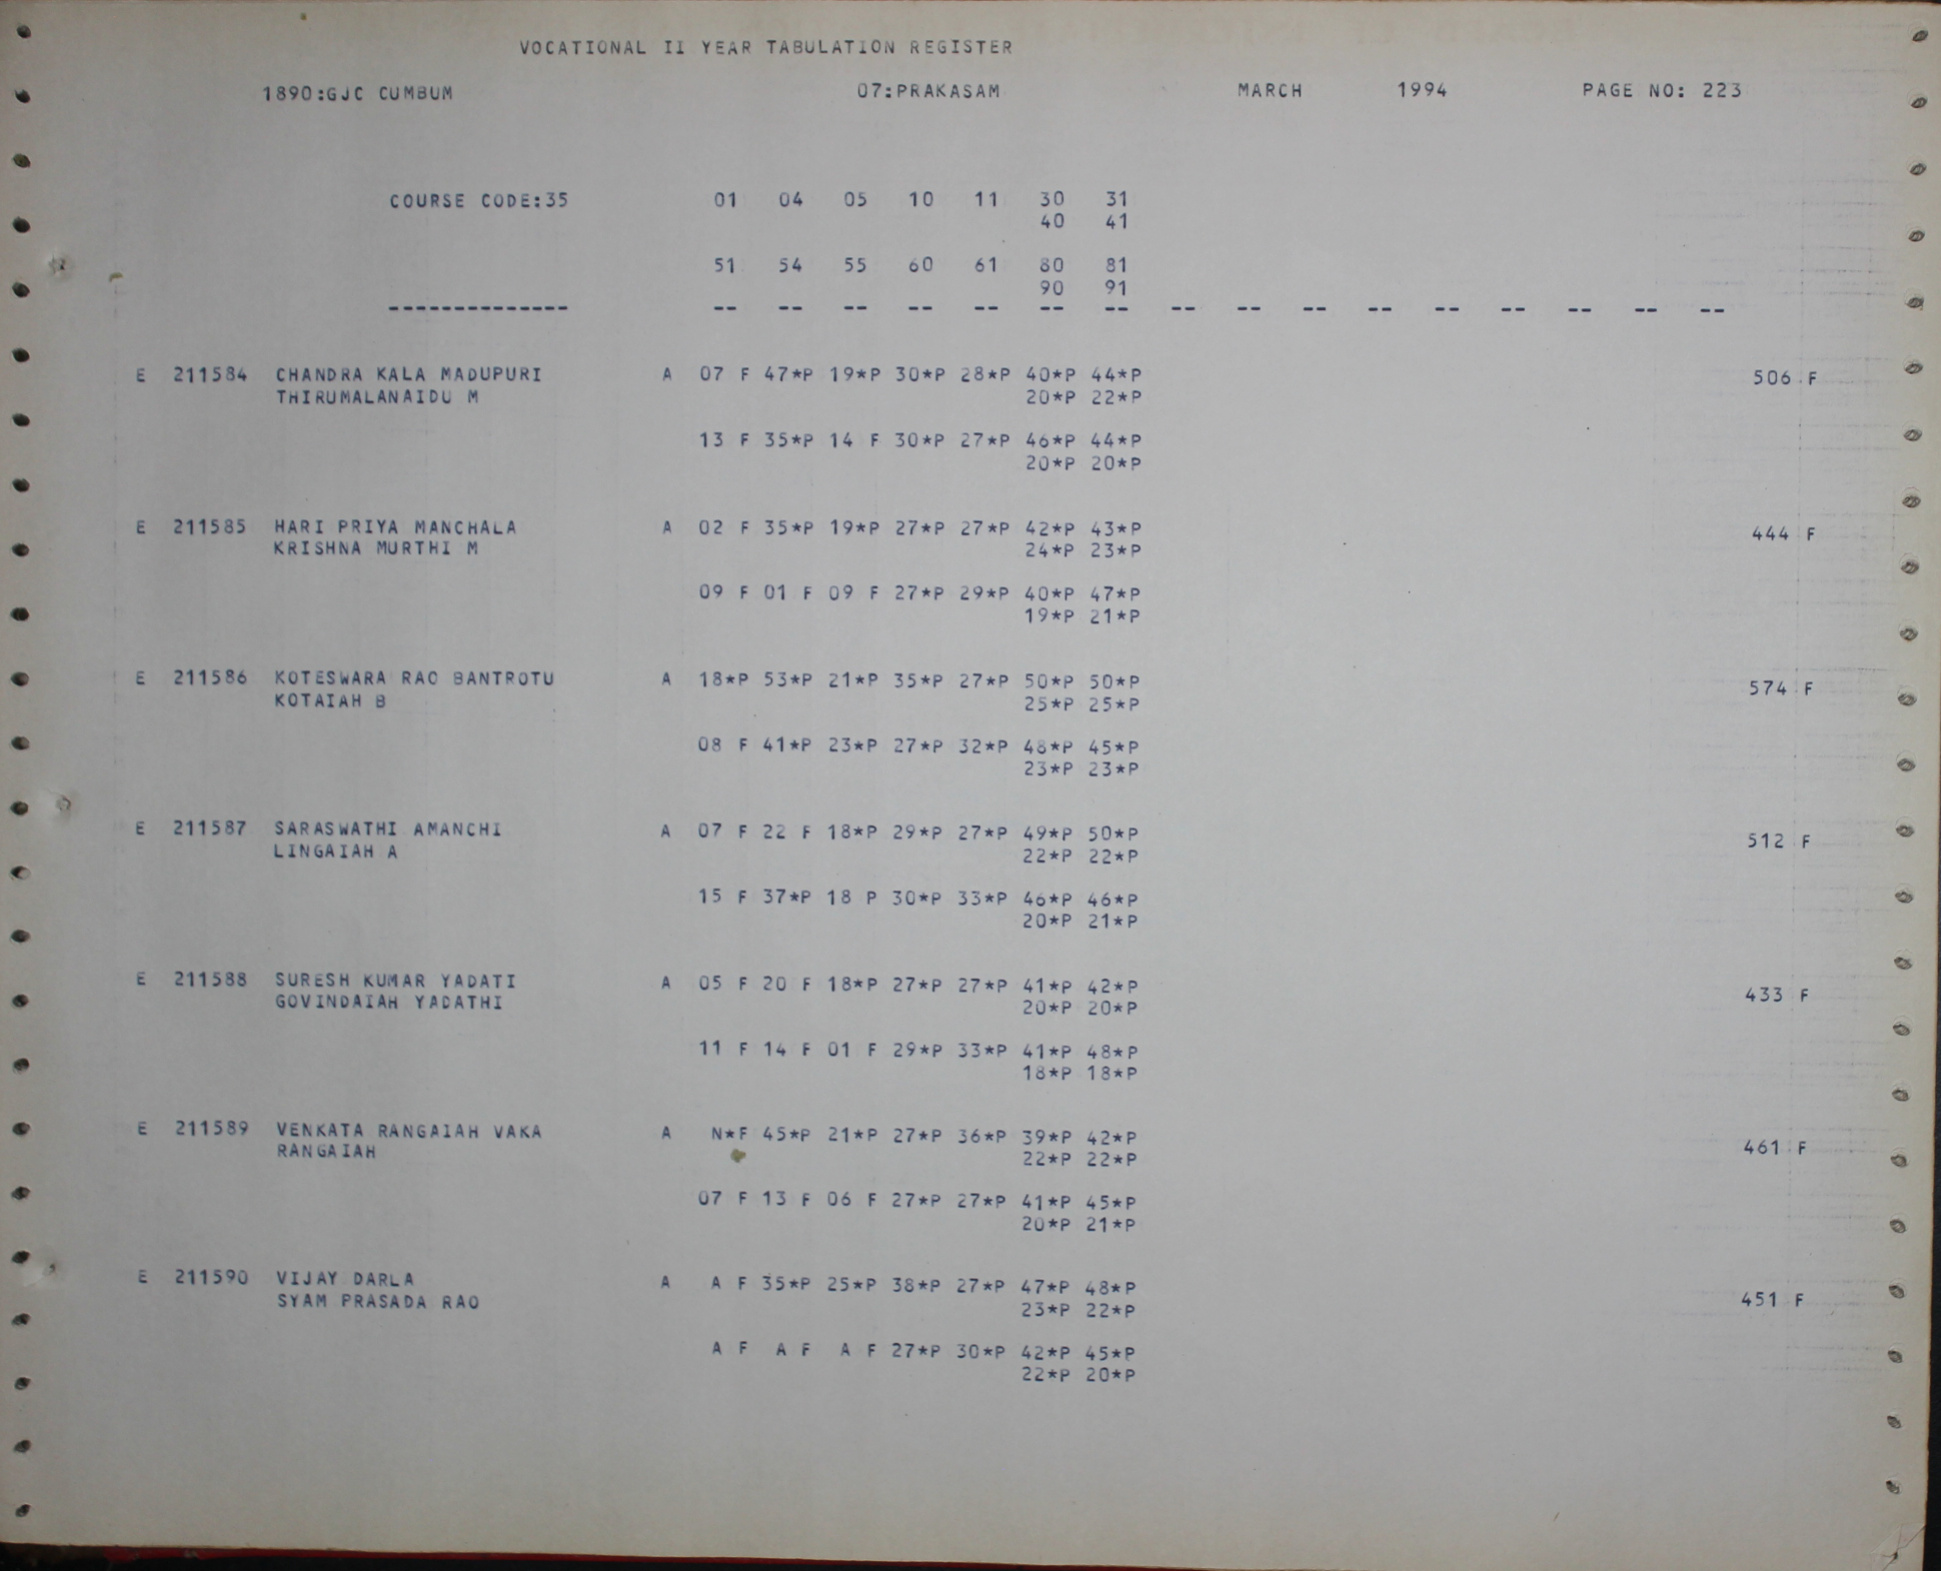 VOCATIONAL II YEAR TABULATION REGISTER
1890:GJC CUMBUM 07:PRAKASAM MARCH 1994 PAGE NO: 223
COURSE CODE:35 01 04 05 10 11 30 31
40 41
51 54 55 60 61 80 81
90 91
-------------- -- -- -- -- -- -- -- -- -- -- -- -- -- -- -- --
E 211584 CHANDRA KALA MADUPURI A 07 F 47*P 19*P 30*P 28*P 40*P 44*P 506 F
THIRUMALANAIDU M 20*P 22*P
13 F 35*P 14 F 30*P 27*P 46*P 44*P
20*P 20*P
E 211585 HARI PRIYA MANCHALA A 02 F 35*P 19*P 27*P 27*P 42*P 43*P 444 F
KRISHNA MURTHI M 24*P 23*P
09 F 01 F 09 F 27*P 29*P 40*P 47*P
19*P 21*P
E 211586 KOTESWARA RAO BANTROTU A 18*P 53*P 21*P 35*P 27*P 50*P 50*P 574 F
KOTAIAH B 25*P 25*P
08 F 41*P 23*P 27*P 32*P 48*P 45*P
23*P 23*P
E 211587 SARASWATHI AMANCHI A 07 F 22 F 18*P 29*P 27*P 49*P 50*P 512 F
LINGAIAH A 22*P 22*P
15 F 37*P 18 P 30*P 33*P 46*P 46*P
20*P 21*P
E 211588 SURESH KUMAR YADATI A 05 F 20 F 18*P 27*P 27*P 41*P 42*P 433 F
GOVINDAIAH YADATHI 20*P 20*P
11 F 14 F 01 F 29*P 33*P 41*P 48*P
18*P 18*P
E 211589 VENKATA RANGAIAH VAKA A N*F 45*P 21*P 27*P 36*P 39*P 42*P 461 F
RANGAIAH 22*P 22*P
07 F 13 F 06 F 27*P 27*P 41*P 45*P
20*P 21*P
E 211590 VIJAY DARLA A A F 35*P 25*P 38*P 27*P 47*P 48*P 451 F
SYAM PRASADA RAO 23*P 22*P
A F A F A F 27*P 30*P 42*P 45*P
22*P 20*P